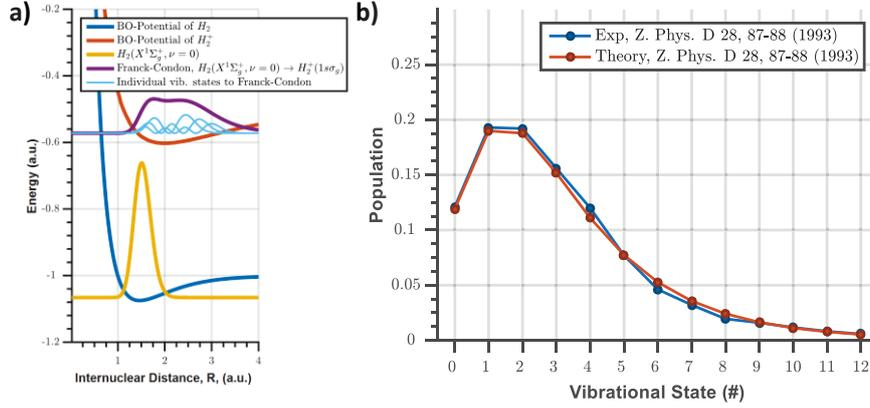 a)
BO-Potential of H₂
BO-Potential of H₂⁺
H₂(X¹Σg⁺, ν = 0)
Franck-Condon, H₂(X¹Σg⁺, ν = 0) → H₂⁺(1sσg)
Individual vib. states to Franck-Condon
-0.2
-0.4
-0.6
-0.8
-1
-1.2
Energy (a.u.)
1 2 3 4
Internuclear Distance, R, (a.u.)
b)
Exp, Z. Phys. D 28, 87-88 (1993)
Theory, Z. Phys. D 28, 87-88 (1993)
0.25
0.2
0.15
0.1
0.05
0
Population
0 1 2 3 4 5 6 7 8 9 10 11 12
Vibrational State (#)